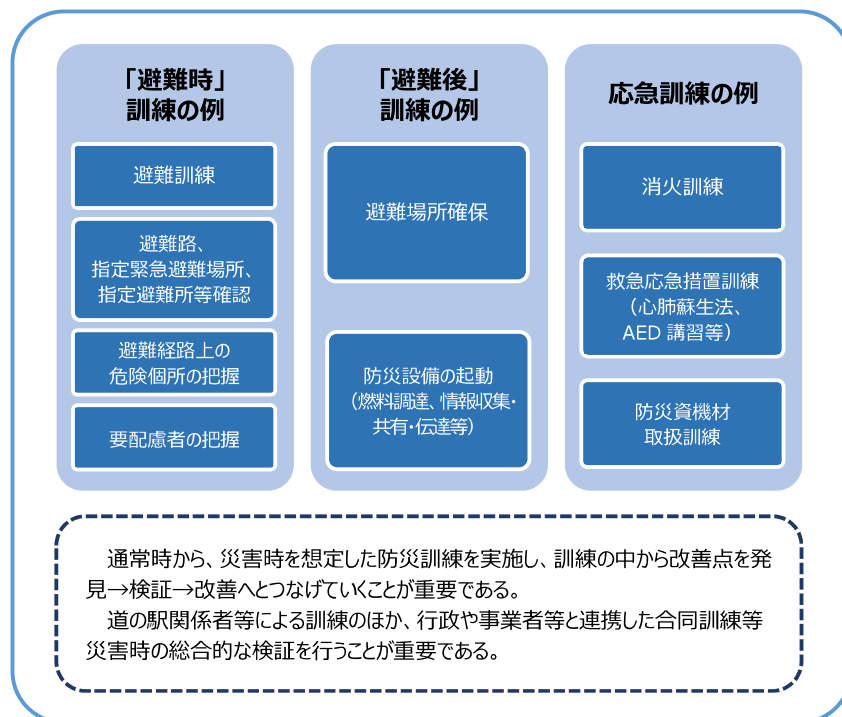 「避難時」
訓練の例
避難訓練
避難路、
指定緊急避難場所、
指定避難所等確認
避難経路上の
危険個所の把握
要配慮者の把握
「避難後」
訓練の例
避難場所確保
防災設備の起動
（燃料調達、情報収集・
共有・伝達等）
応急訓練の例
消火訓練
救急応急措置訓練
（心肺蘇生法、
AED 講習等）
防災資機材
取扱訓練
通常時から、災害時を想定した防災訓練を実施し、訓練の中から改善点を発
見→検証→改善へとつなげていくことが重要である。
道の駅関係者等による訓練のほか、行政や事業者等と連携した合同訓練等
災害時の総合的な検証を行うことが重要である。